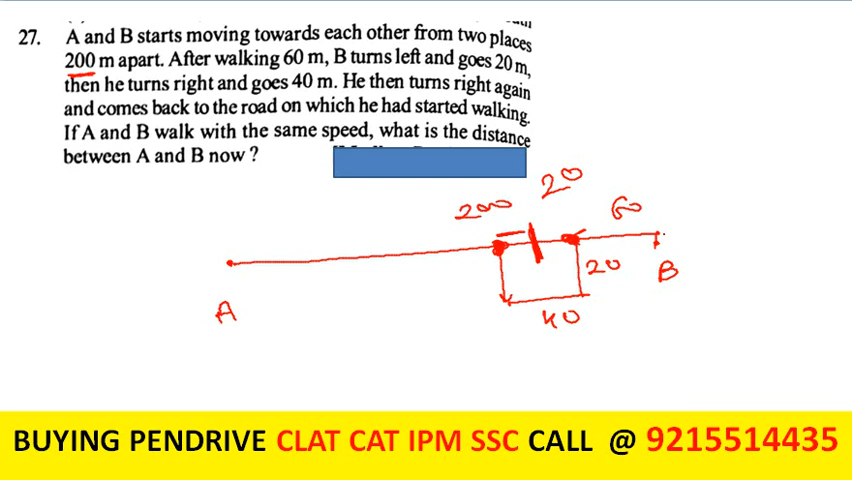 27. A and B starts moving towards each other from two places
200 m apart. After walking 60 m, B turns left and goes 20 m,
then he turns right and goes 40 m. He then turns right again
and comes back to the road on which he had started walking.
If A and B walk with the same speed, what is the distance
between A and B now ?
20
200
60
20
B
A
40
BUYING PENDRIVE CLAT CAT IPM SSC CALL @ 9215514435